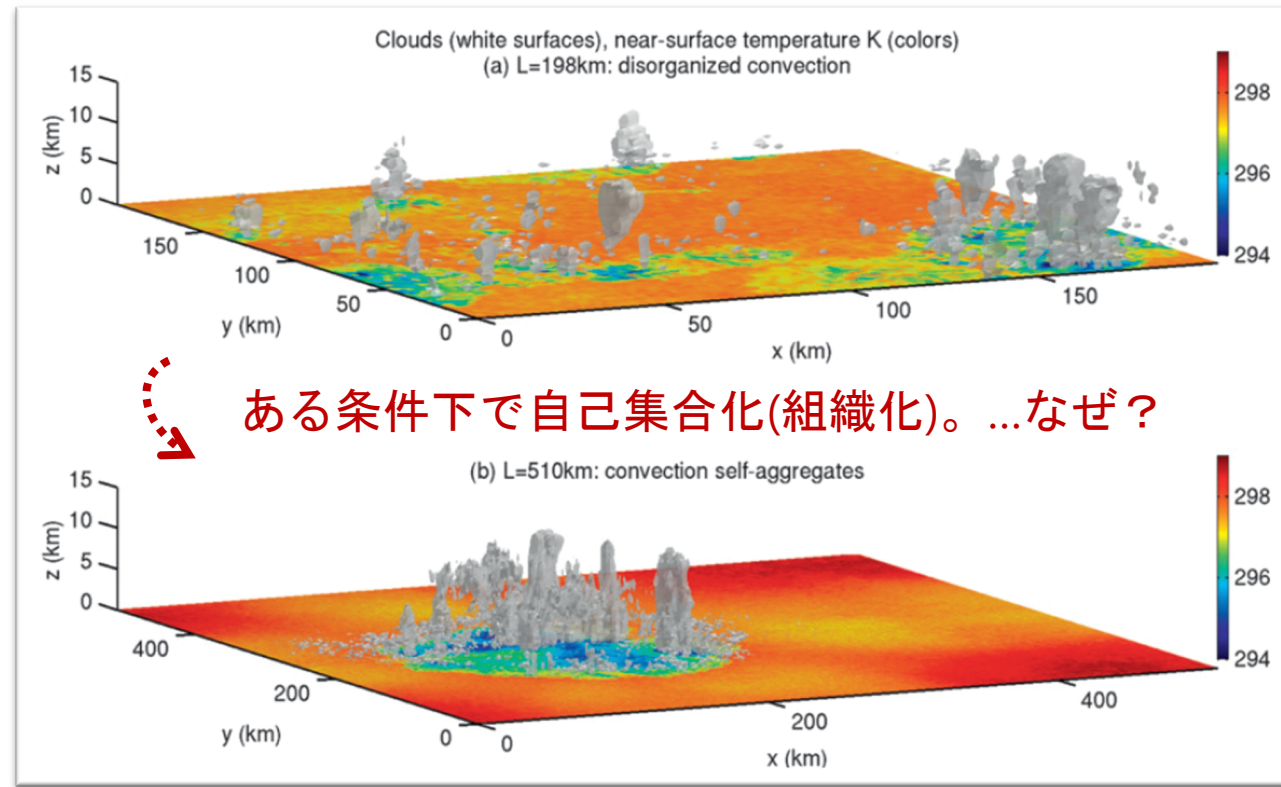 Clouds (white surfaces), near-surface temperature K (colors)
(a) L=198km: disorganized convection
15
10
5
0
z (km)
150
100
50
0
y (km)
0
50
100
150
x (km)
298
296
294
ある条件下で自己集合化(組織化)。...なぜ？
(b) L=510km: convection self-aggregates
15
10
5
0
z (km)
400
200
0
y (km)
0
200
400
x (km)
298
296
294